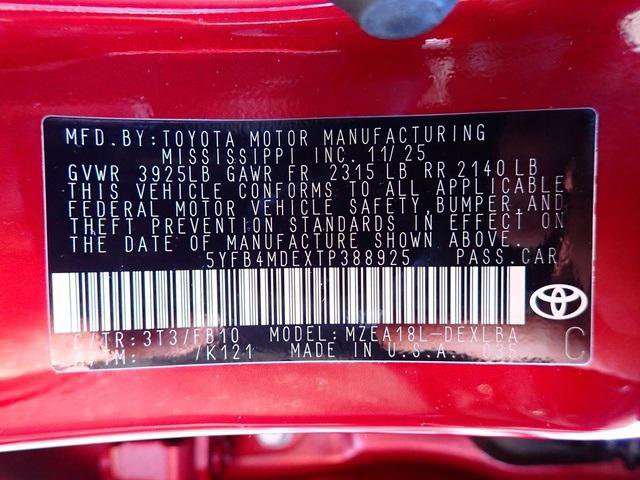 MFD. BY: TOYOTA MOTOR MANUFACTURING
MISSISSIPPI INC. 11/25
GVWR 3925LB GAWR FR 2315 LB RR 2140 LB
THIS VEHICLE CONFORMS TO ALL APPLICABLE
FEDERAL MOTOR VEHICLE SAFETY, BUMPER, AND
THEFT PREVENTION STANDARDS IN EFFECT ON
THE DATE OF MANUFACTURE SHOWN ABOVE.
5YFB4MDEXTP388925 PASS. CAR
C/TR: 3T3/FB10 MODEL: MZEA18L-DEXLBA
A/TM: /K121 MADE IN U.S.A. 035 C